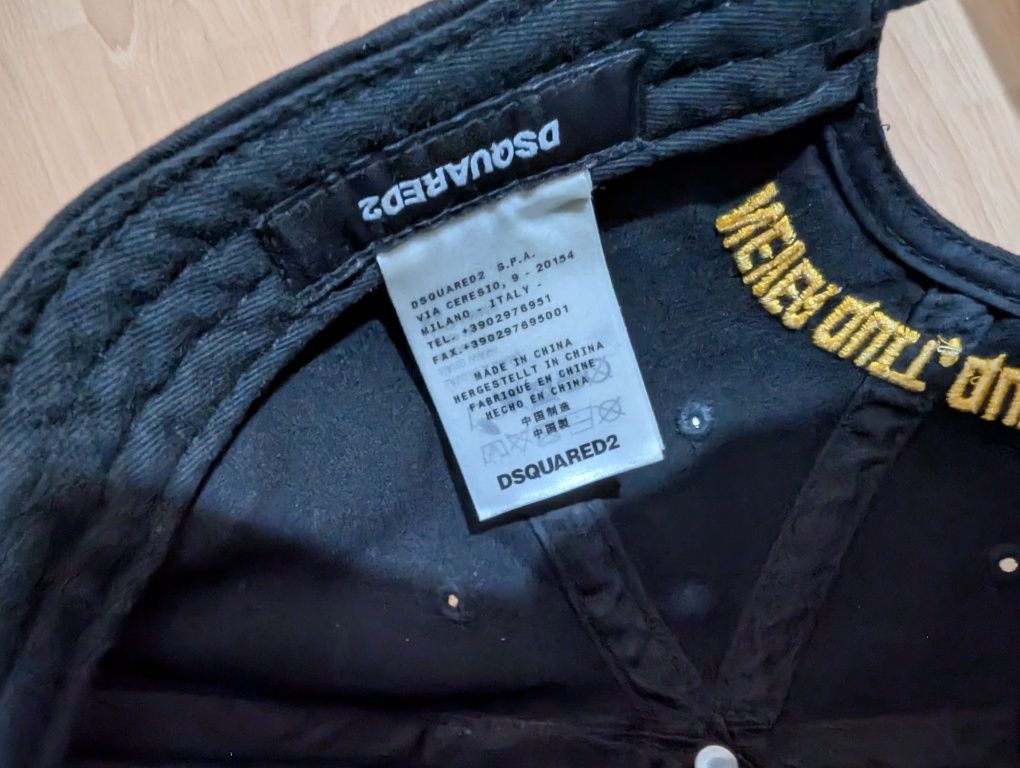 DSQUARED2
DSQUARED2 S.P.A.
VIA CERESIO, 9 - 20154
MILANO - ITALY -
TEL. +3902976951
FAX.+390297695001
MADE IN CHINA
HERGESTELLT IN CHINA
FABRIQUÉ EN CHINE
HECHO EN CHINA
中国制造
中国製
DSQUARED2